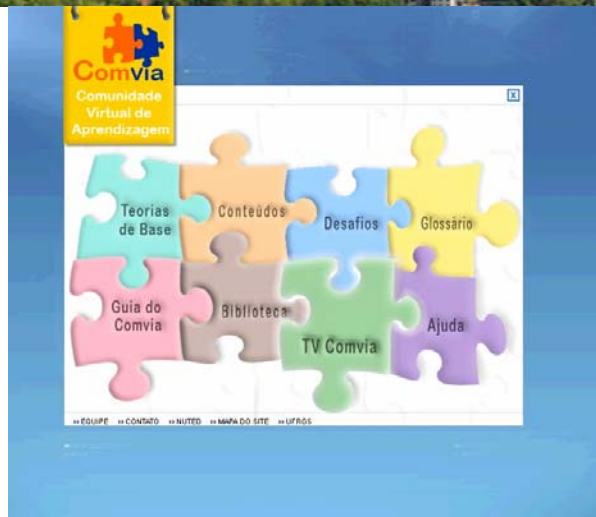 Comvia
Comunidade
Virtual de
Aprendizagem
X
Teorias
de Base
Conteúdos
Desafios
Glossário
Guia do
Comvia
Biblioteca
TV Comvia
Ajuda
»» EQUIPE »» CONTATO »» NUTED »» MAPA DO SITE »» UFRGS